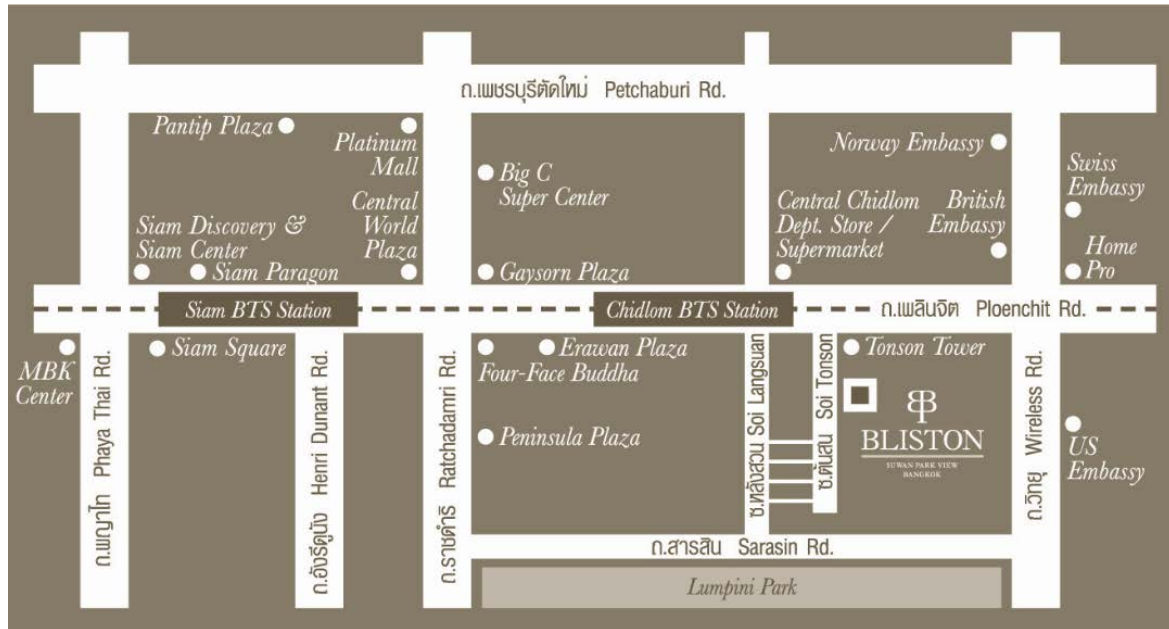 ถ.เพชรบุรีตัดใหม่ Petchaburi Rd.
Pantip Plaza
Platinum
Mall
Big C
Super Center
Norway Embassy
Swiss
Embassy
Siam Discovery &
Siam Center
Siam Paragon
Central
World
Plaza
Gaysorn Plaza
Central Chidlom
Dept. Store /
Supermarket
British
Embassy
Home
Pro
Siam BTS Station
Chidlom BTS Station
ถ.เพลินจิต Ploenchit Rd.
MBK
Center
Siam Square
Four-Face Buddha
Erawan Plaza
Tonson Tower
Peninsula Plaza
BLISTON
SUWAN PARK VIEW
BANGKOK
US
Embassy
ถ.พญาไท Phaya Thai Rd.
ถ.อังรีดูนัง Henri Dunant Rd.
ถ.ราชดำริ Ratchadamri Rd.
ซ.หลังสวน Soi Langsuan
ซ.ต้นสน Soi Tonson
ถ.วิทยุ Wireless Rd.
ถ.สารสิน Sarasin Rd.
Lumpini Park